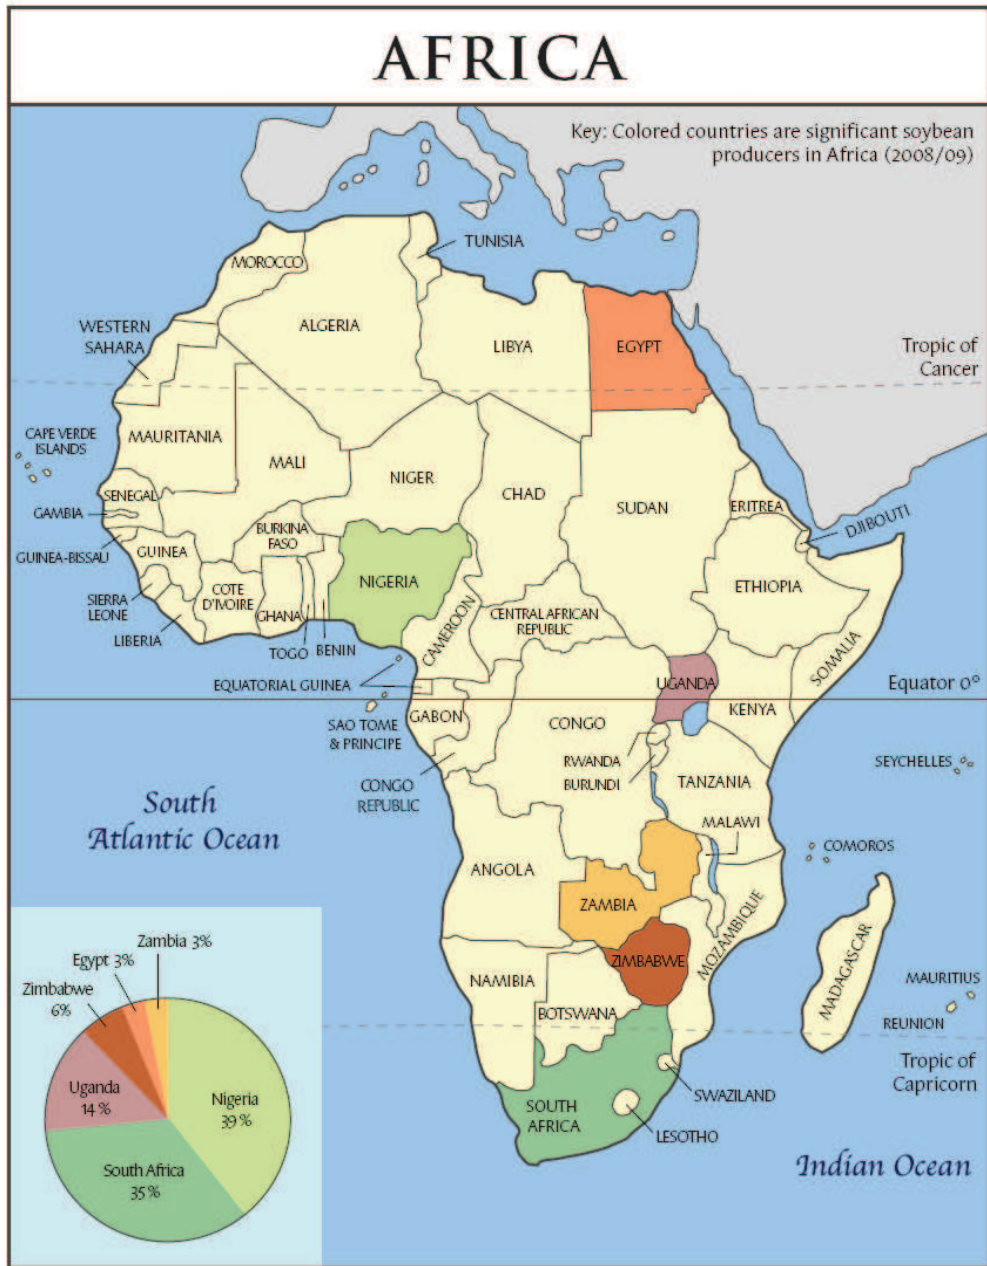 AFRICA
Key: Colored countries are significant soybean
producers in Africa (2008/09)
TUNISIA
MOROCCO
ALGERIA
LIBYA
EGYPT
WESTERN
SAHARA
Tropic of
Cancer
CAPE VERDE
ISLANDS
MAURITANIA
MALI
NIGER
CHAD
SUDAN
ERITREA
DJIBOUTI
SENEGAL
GAMBIA
GUINEA-BISSAU
GUINEA
BURKINA
FASO
NIGERIA
ETHIOPIA
SIERRA
LEONE
LIBERIA
COTE
D'IVOIRE
GHANA
TOGO
BENIN
CAMEROON
CENTRAL AFRICAN
REPUBLIC
SOMALIA
EQUATORIAL GUINEA
UGANDA
Equator 0°
SAO TOME
& PRINCIPE
GABON
CONGO
KENYA
CONGO
REPUBLIC
RWANDA
BURUNDI
TANZANIA
SEYCHELLES
South
Atlantic Ocean
MALAWI
COMOROS
ANGOLA
ZAMBIA
MOZAMBIQUE
MADAGASCAR
ZIMBABWE
NAMIBIA
BOTSWANA
MAURITIUS
REUNION
Tropic of
Capricorn
SWAZILAND
SOUTH
AFRICA
LESOTHO
Indian Ocean
Zambia 3%
Egypt 3%
Zimbabwe
6%
Uganda
14 %
Nigeria
39 %
South Africa
35 %